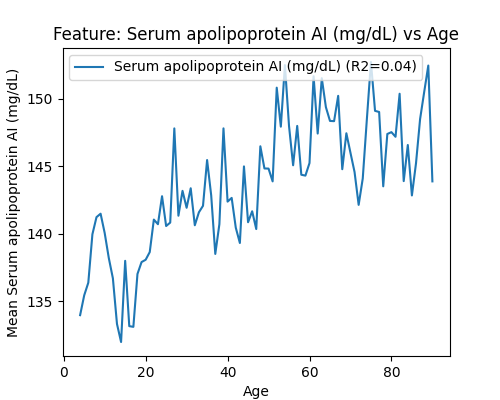 Feature: Serum apolipoprotein AI (mg/dL) vs Age
Serum apolipoprotein AI (mg/dL) (R2=0.04)
Mean Serum apolipoprotein AI (mg/dL)
150
145
140
135
0 20 40 60 80
Age